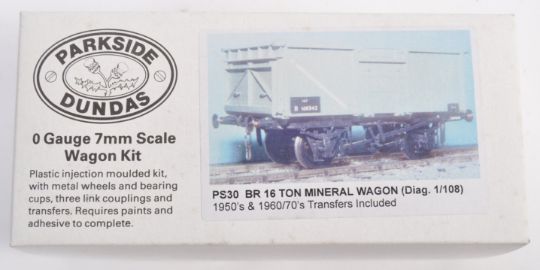 PARKSIDE
DUNDAS
0 Gauge 7mm Scale
Wagon Kit
Plastic injection moulded kit,
with metal wheels and bearing
cups, three link couplings and
transfers. Requires paints and
adhesive to complete.
PS30 BR 16 TON MINERAL WAGON (Diag. 1/108)
1950's & 1960/70's Transfers Included